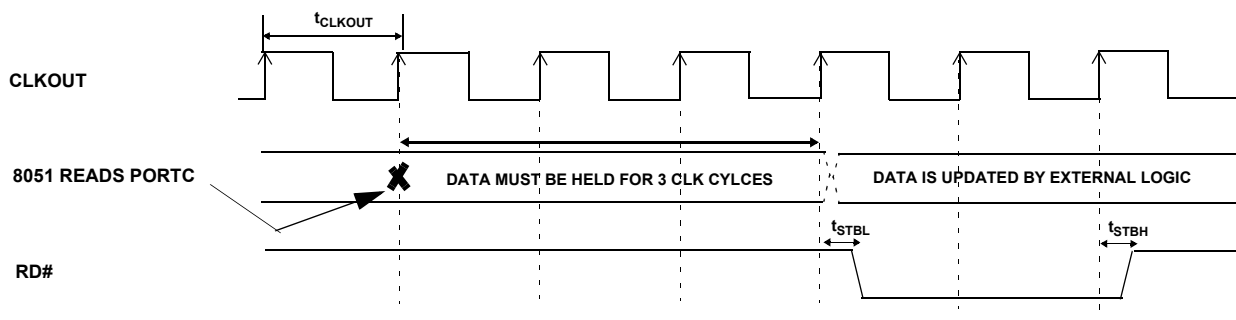 tCLKOUT
CLKOUT
8051 READS PORTC
DATA MUST BE HELD FOR 3 CLK CYLCES
DATA IS UPDATED BY EXTERNAL LOGIC
tSTBL
tSTBH
RD#